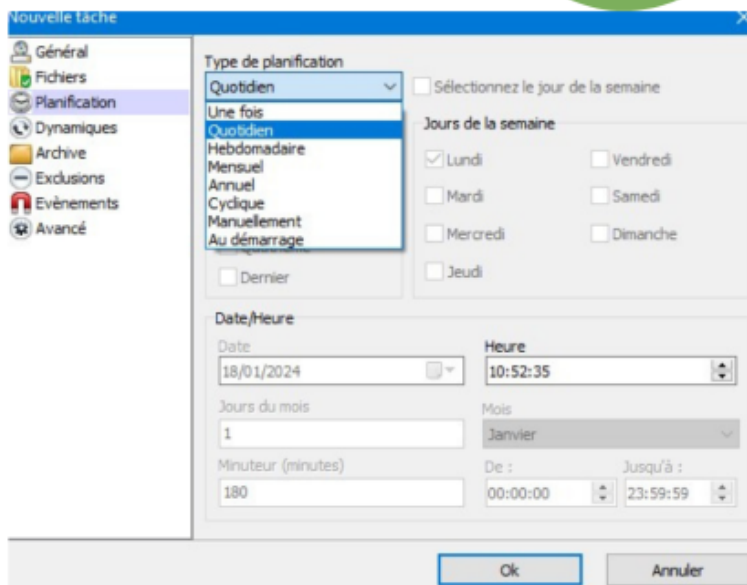 Nouvelle tâche
Général
Fichiers
Planification
Dynamiques
Archive
Exclusions
Evènements
Avancé
Type de planification
Quotidien
Sélectionnez le jour de la semaine
Une fois
Quotidien
Hebdomadaire
Mensuel
Annuel
Cyclique
Manuellement
Au démarrage
Dernier
Jours de la semaine
Lundi
Vendredi
Mardi
Samedi
Mercredi
Dimanche
Jeudi
Date/Heure
Date
Heure
18/01/2024
10:52:35
Jours du mois
Mois
1
Janvier
Minuteur (minutes)
De :
Jusqu'à :
180
00:00:00
23:59:59
Ok
Annuler